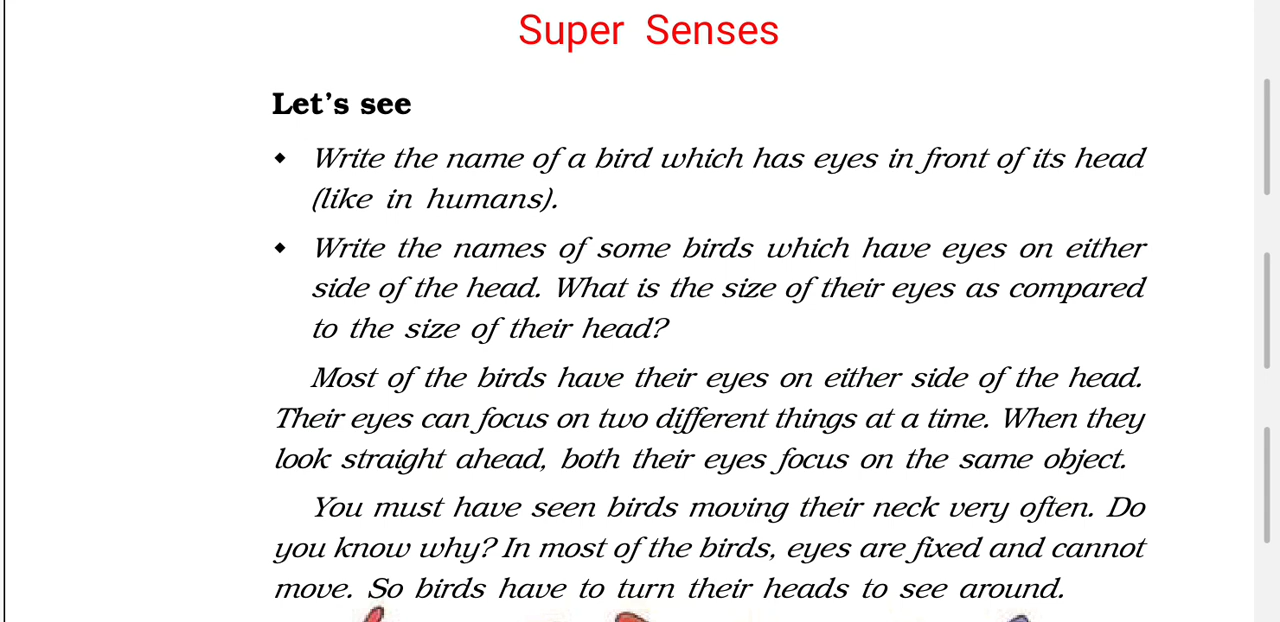 Super Senses
Let's see
◆ Write the name of a bird which has eyes in front of its head
(like in humans).
◆ Write the names of some birds which have eyes on either
side of the head. What is the size of their eyes as compared
to the size of their head?
Most of the birds have their eyes on either side of the head.
Their eyes can focus on two different things at a time. When they
look straight ahead, both their eyes focus on the same object.
You must have seen birds moving their neck very often. Do
you know why? In most of the birds, eyes are fixed and cannot
move. So birds have to turn their heads to see around.